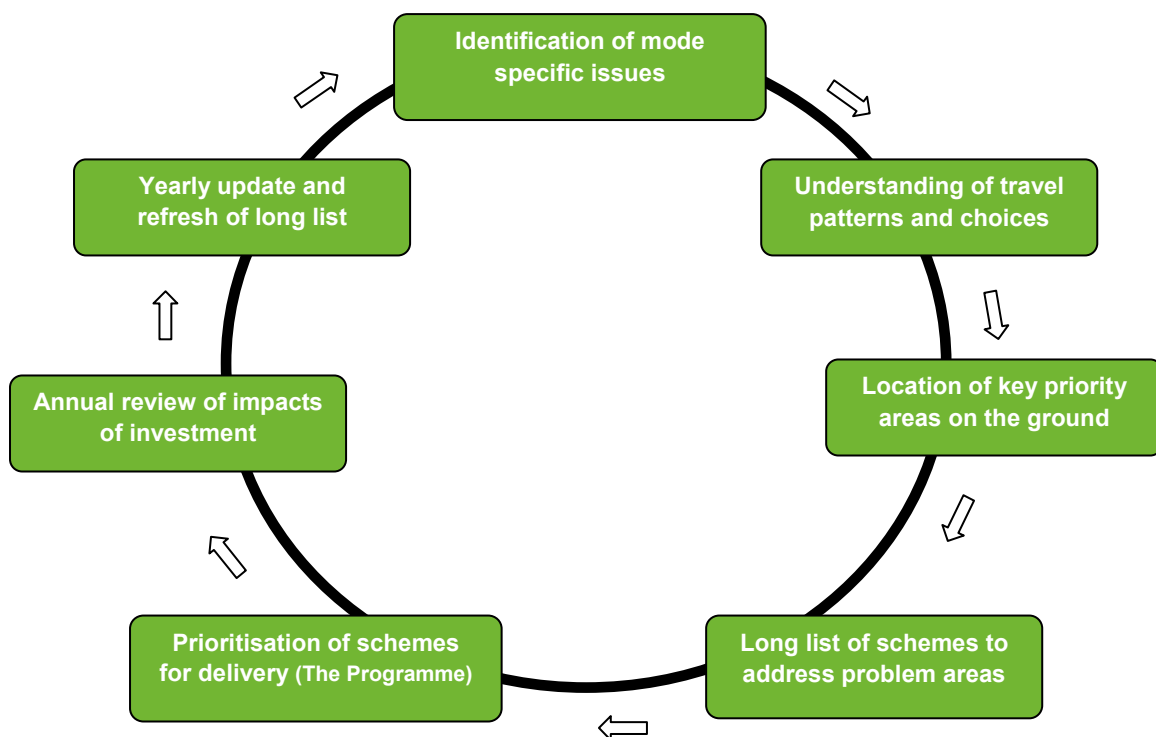 Identification of mode
specific issues
Understanding of travel
patterns and choices
Location of key priority
areas on the ground
Long list of schemes to
address problem areas
Prioritisation of schemes
for delivery (The Programme)
Annual review of impacts
of investment
Yearly update and
refresh of long list